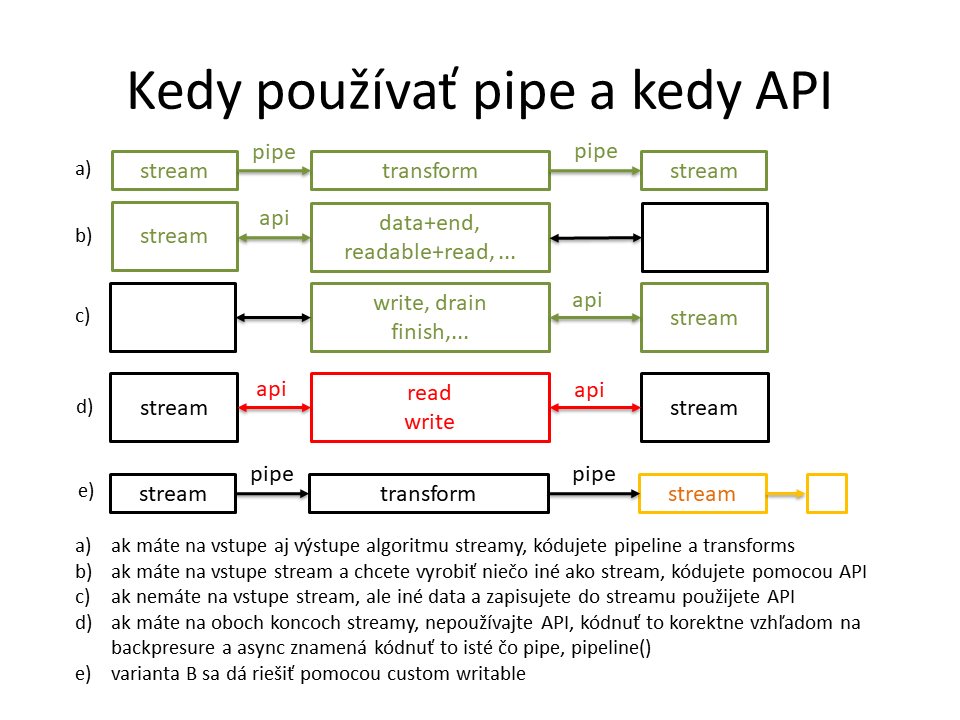 Kedy používať pipe a kedy API
a) stream pipe transform pipe stream
b) stream api data+end,
readable+read, ...
c) write, drain api stream
finish,...
d) stream api read api stream
write
e) stream pipe transform pipe stream
a) ak máte na vstupe aj výstupe algoritmu streamy, kódujete pipeline a transforms
b) ak máte na vstupe stream a chcete vyrobiť niečo iné ako stream, kódujete pomocou API
c) ak nemáte na vstupe stream, ale iné data a zapisujete do streamu použijete API
d) ak máte na oboch koncoch streamy, nepoužívajte API, kódnuť to korektne vzhľadom na
backpresure a async znamená kódnuť to isté čo pipe, pipeline()
e) varianta B sa dá riešiť pomocou custom writable